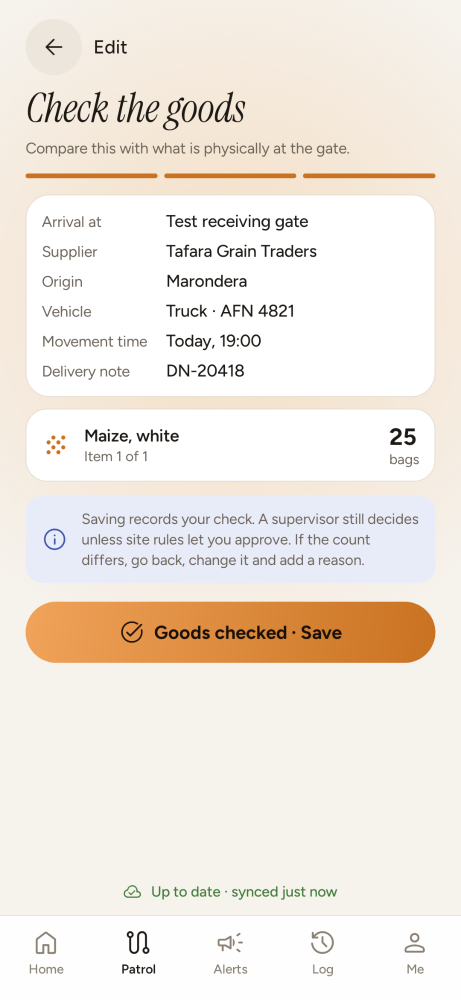 Edit
Check the goods
Compare this with what is physically at the gate.
Arrival at Test receiving gate
Supplier Tafara Grain Traders
Origin Marondera
Vehicle Truck · AFN 4821
Movement time Today, 19:00
Delivery note DN-20418
Maize, white 25
Item 1 of 1 bags
Saving records your check. A supervisor still decides
unless site rules let you approve. If the count
differs, go back, change it and add a reason.
Goods checked · Save
Up to date · synced just now
Home Patrol Alerts Log Me